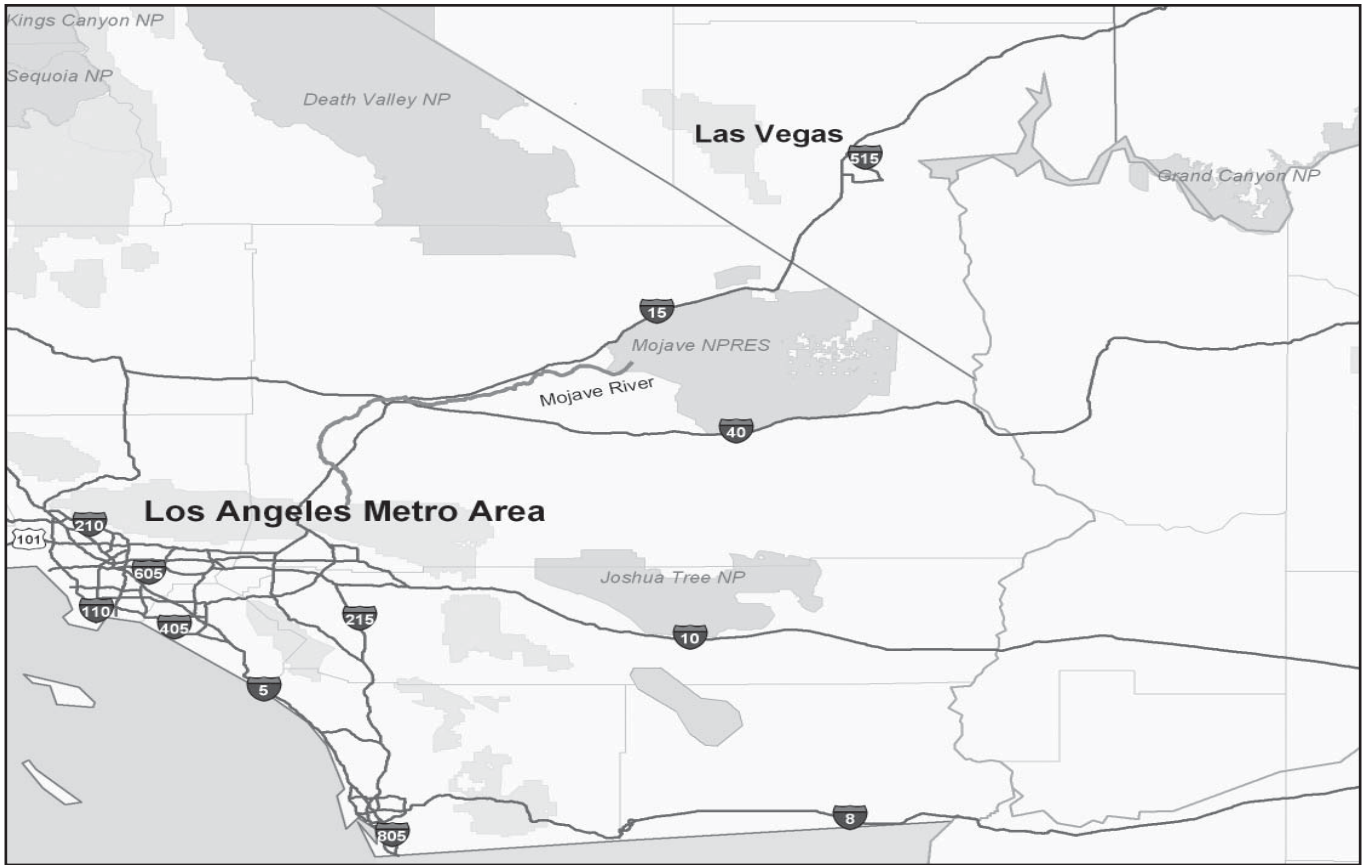 Kings Canyon NP
Sequoia NP
Death Valley NP
Las Vegas
515
Grand Canyon NP
15
Mojave NPRES
Mojave River
40
Los Angeles Metro Area
210
101
605
Joshua Tree NP
110
405
215
10
5
8
805